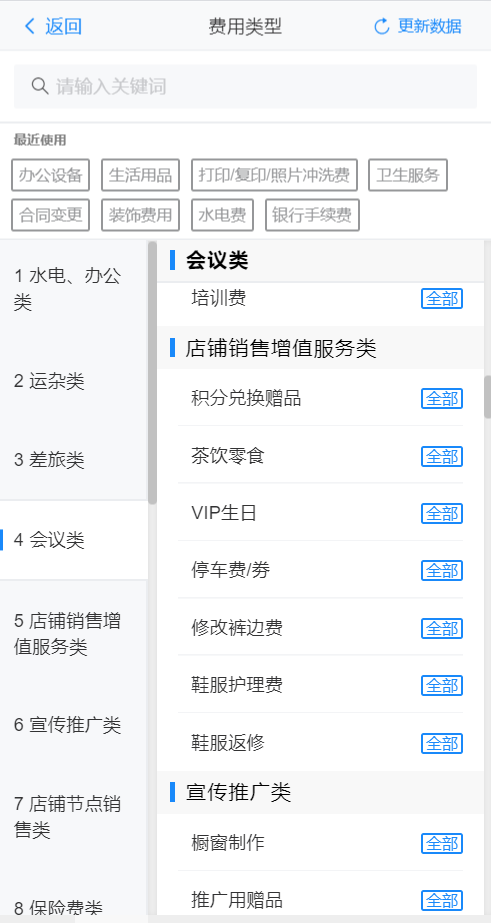 返回 费用类型 更新数据
请输入关键词
最近使用
办公设备 生活用品 打印/复印/照片冲洗费 卫生服务
合同变更 装饰费用 水电费 银行手续费
1 水电、办公
类
2 运杂类
3 差旅类
4 会议类
5 店铺销售增
值服务类
6 宣传推广类
7 店铺节点销
售类
8 保险费类
会议类
培训费 全部
店铺销售增值服务类
积分兑换赠品 全部
茶饮零食 全部
VIP生日 全部
停车费/劵 全部
修改裤边费 全部
鞋服护理费 全部
鞋服返修 全部
宣传推广类
橱窗制作 全部
推广用赠品 全部